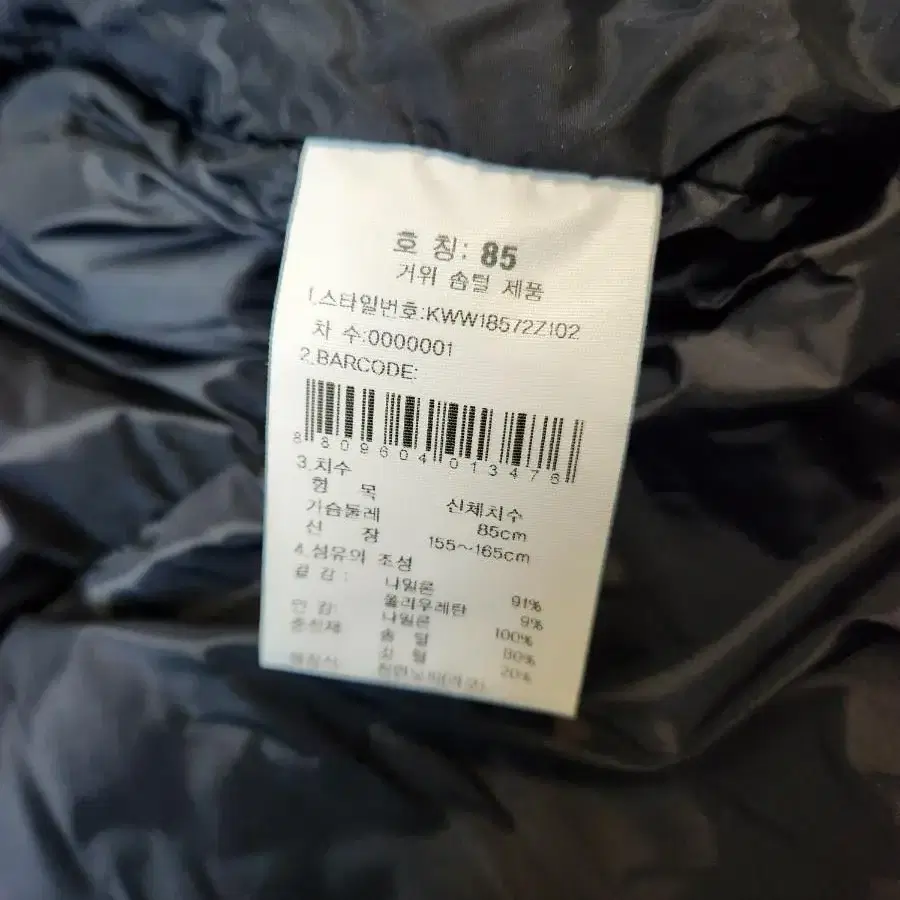 호 칭: 85
거위 솜털 제품
1.스타일번호:KWW18572Z102
차 수:0000001
2.BARCODE:
8809604013478
3.치수
항 목 신체치수
가슴둘레 85cm
신 장 155~165cm
4.섬유의 조성
겉 감 : 나일론 91%
폴리우레탄 9%
안 감: 나일론 100%
충전재: 솜 털 80%
깃 털 20%